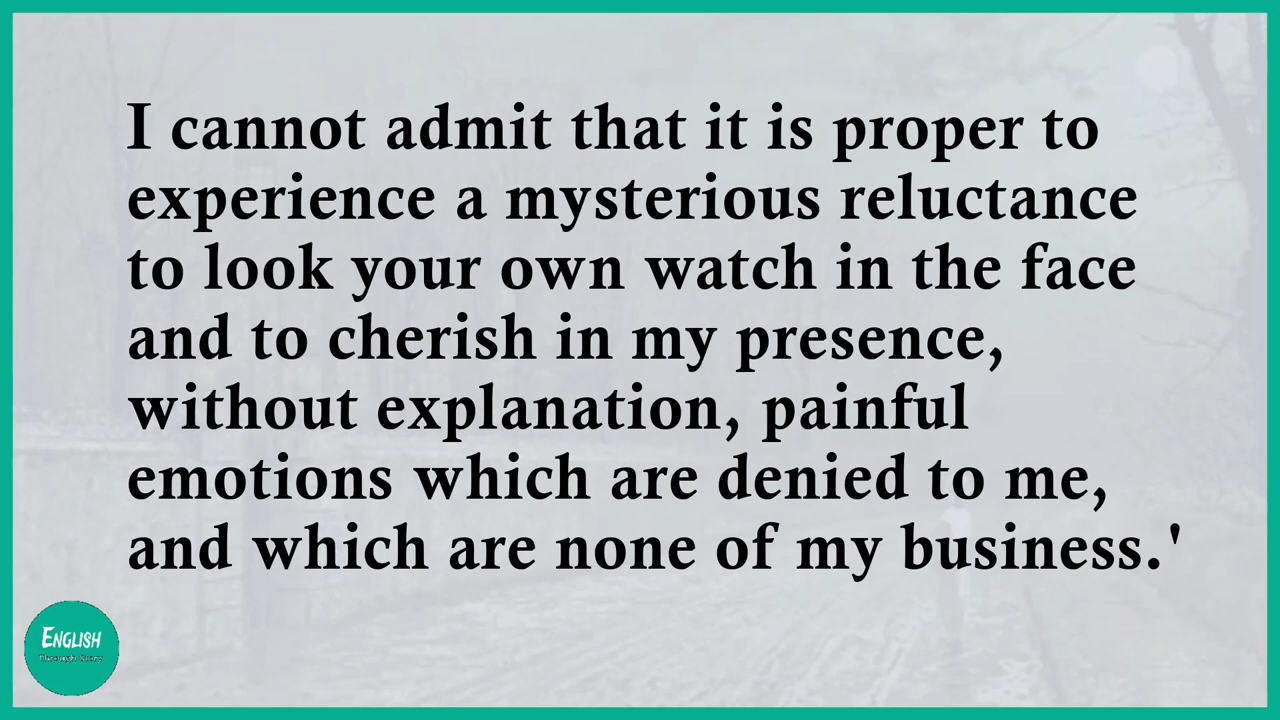 I cannot admit that it is proper to
experience a mysterious reluctance
to look your own watch in the face
and to cherish in my presence,
without explanation, painful
emotions which are denied to me,
and which are none of my business.'
ENGLISH
Through Story